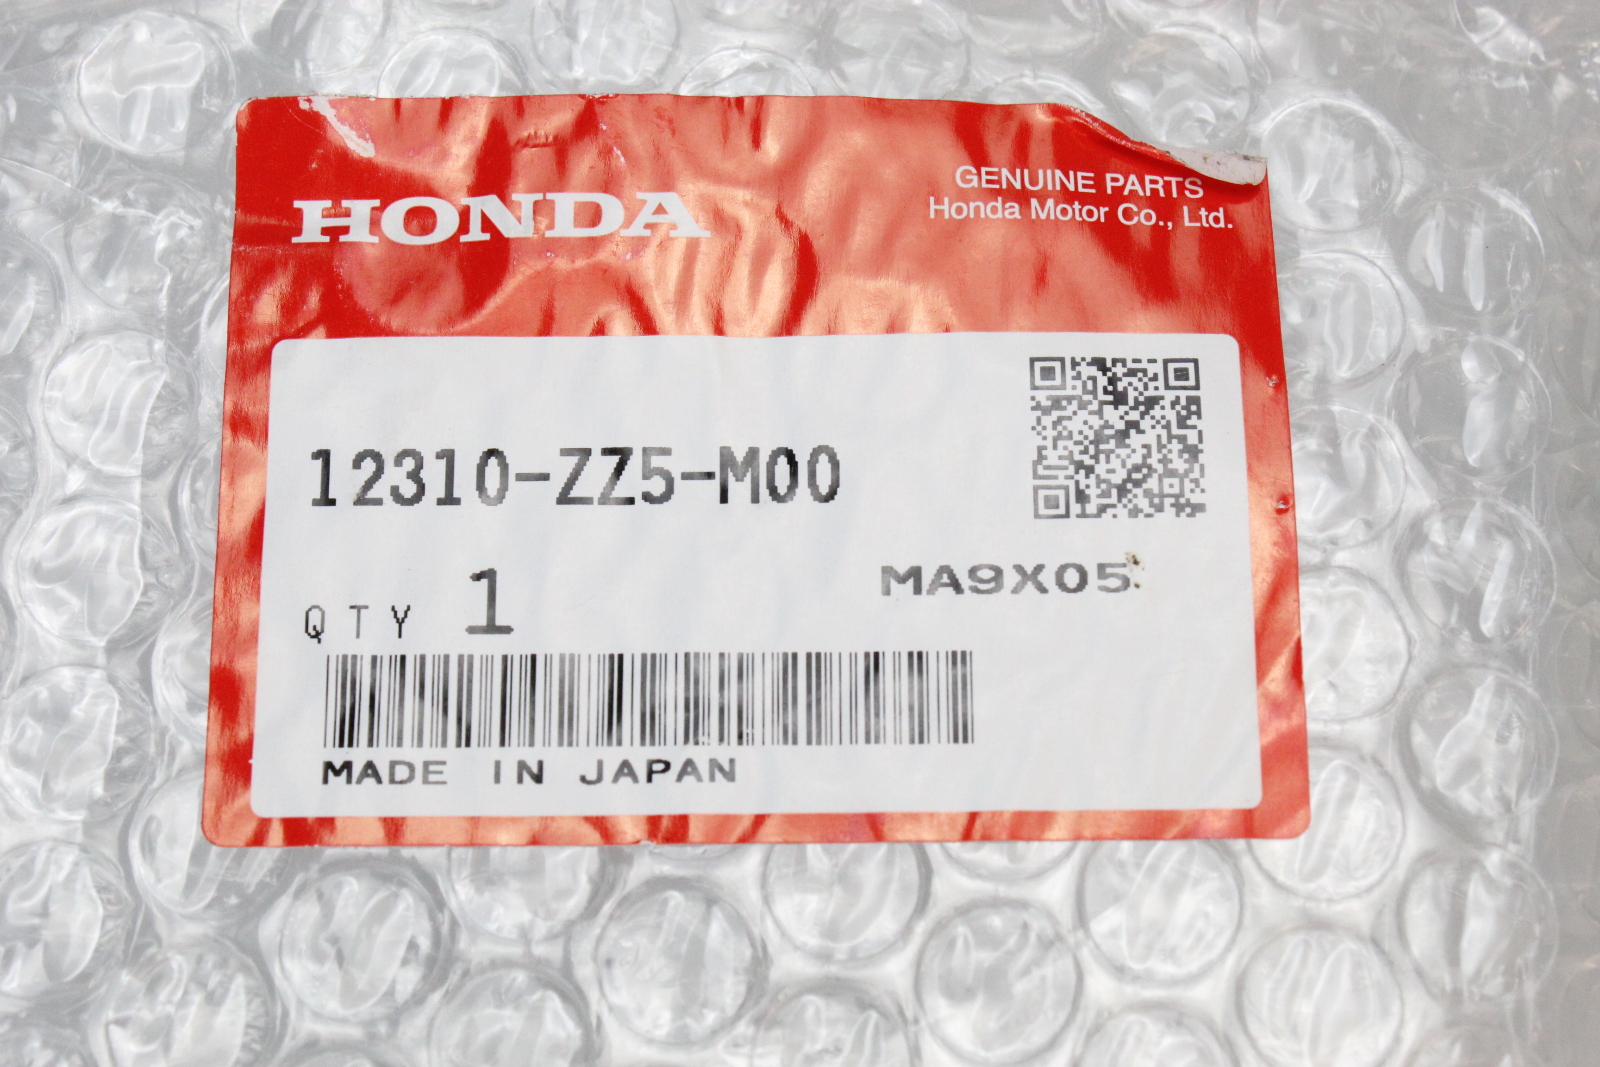 HONDA
GENUINE PARTS
Honda Motor Co., Ltd.
12310-ZZ5-M00
MA9X05
QTY 1
MADE IN JAPAN